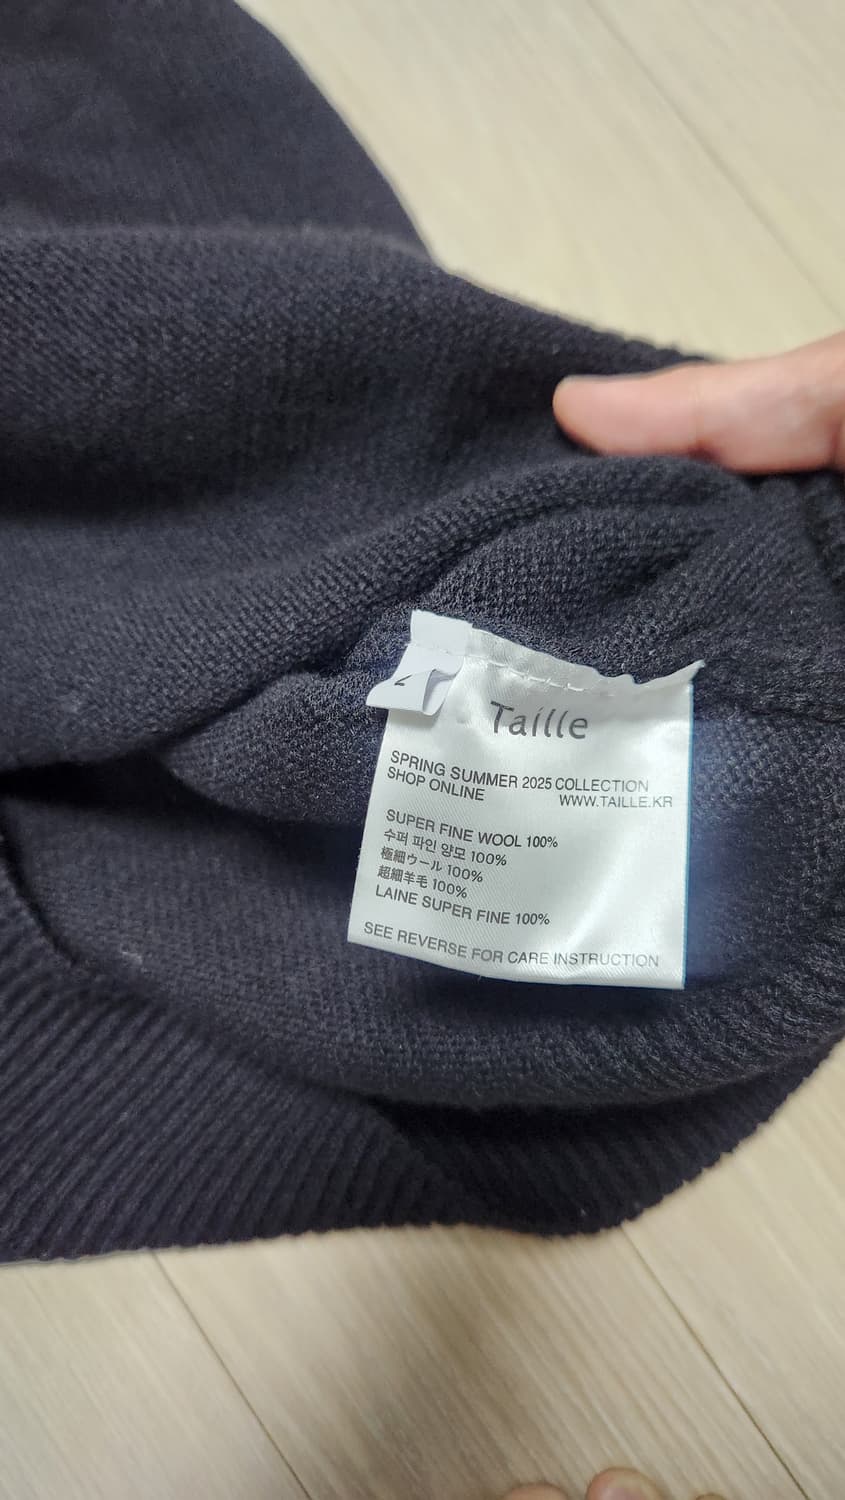 2
Taille
SPRING SUMMER 2025 COLLECTION
SHOP ONLINE WWW.TAILLE.KR
SUPER FINE WOOL 100%
수퍼 파인 양모 100%
極細ウール 100%
超細羊毛 100%
LAINE SUPER FINE 100%
SEE REVERSE FOR CARE INSTRUCTION